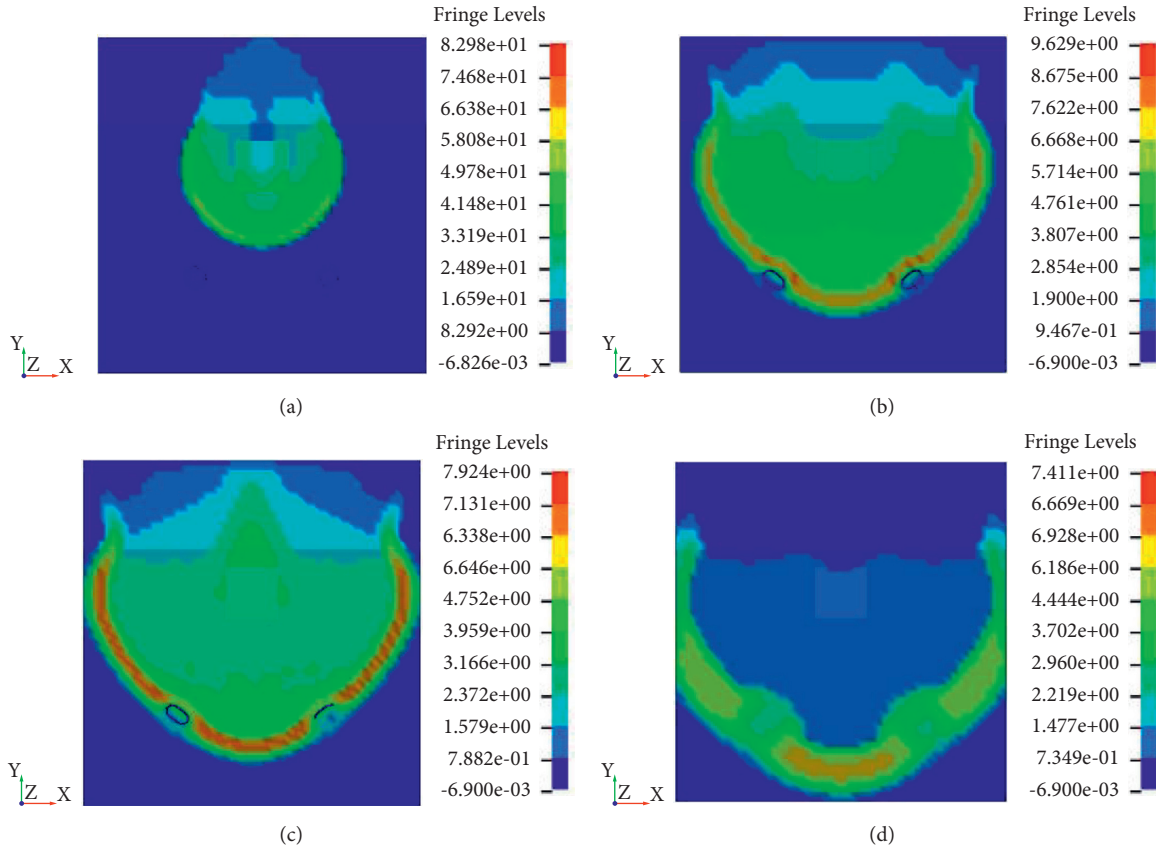 Fringe Levels
8.298e+01
7.468e+01
6.638e+01
5.808e+01
4.978e+01
4.148e+01
3.319e+01
2.489e+01
1.659e+01
8.292e+00
-6.826e-03
Y
Z X
(a)
Fringe Levels
9.629e+00
8.675e+00
7.622e+00
6.668e+00
5.714e+00
4.761e+00
3.807e+00
2.854e+00
1.900e+00
9.467e-01
-6.900e-03
Y
Z X
(b)
Fringe Levels
7.924e+00
7.131e+00
6.338e+00
6.646e+00
4.752e+00
3.959e+00
3.166e+00
2.372e+00
1.579e+00
7.882e-01
-6.900e-03
Y
Z X
(c)
Fringe Levels
7.411e+00
6.669e+00
6.928e+00
6.186e+00
4.444e+00
3.702e+00
2.960e+00
2.219e+00
1.477e+00
7.349e-01
-6.900e-03
Y
Z X
(d)